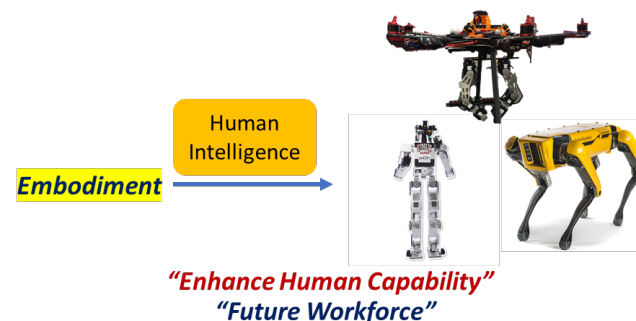 Human
Intelligence
Embodiment
“Enhance Human Capability”
“Future Workforce”